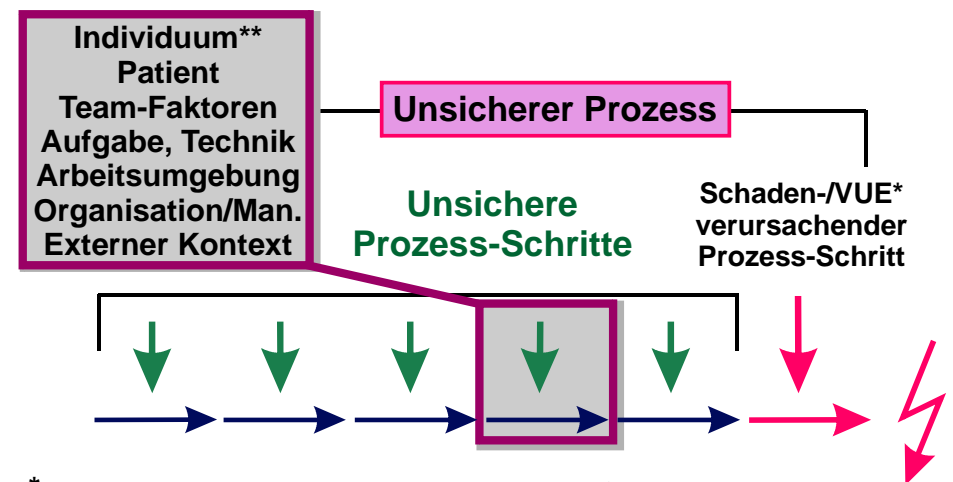 Individuum**
Patient
Team-Faktoren
Aufgabe, Technik
Arbeitsumgebung
Organisation/Man.
Externer Kontext
Unsicherer Prozess
Unsichere
Prozess-Schritte
Schaden-/VUE*
verursachender
Prozess-Schritt
*